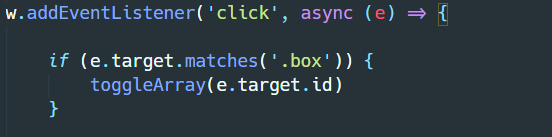 w.addEventListener('click', async (e) => {
if (e.target.matches('.box')) {
toggleArray(e.target.id)
}